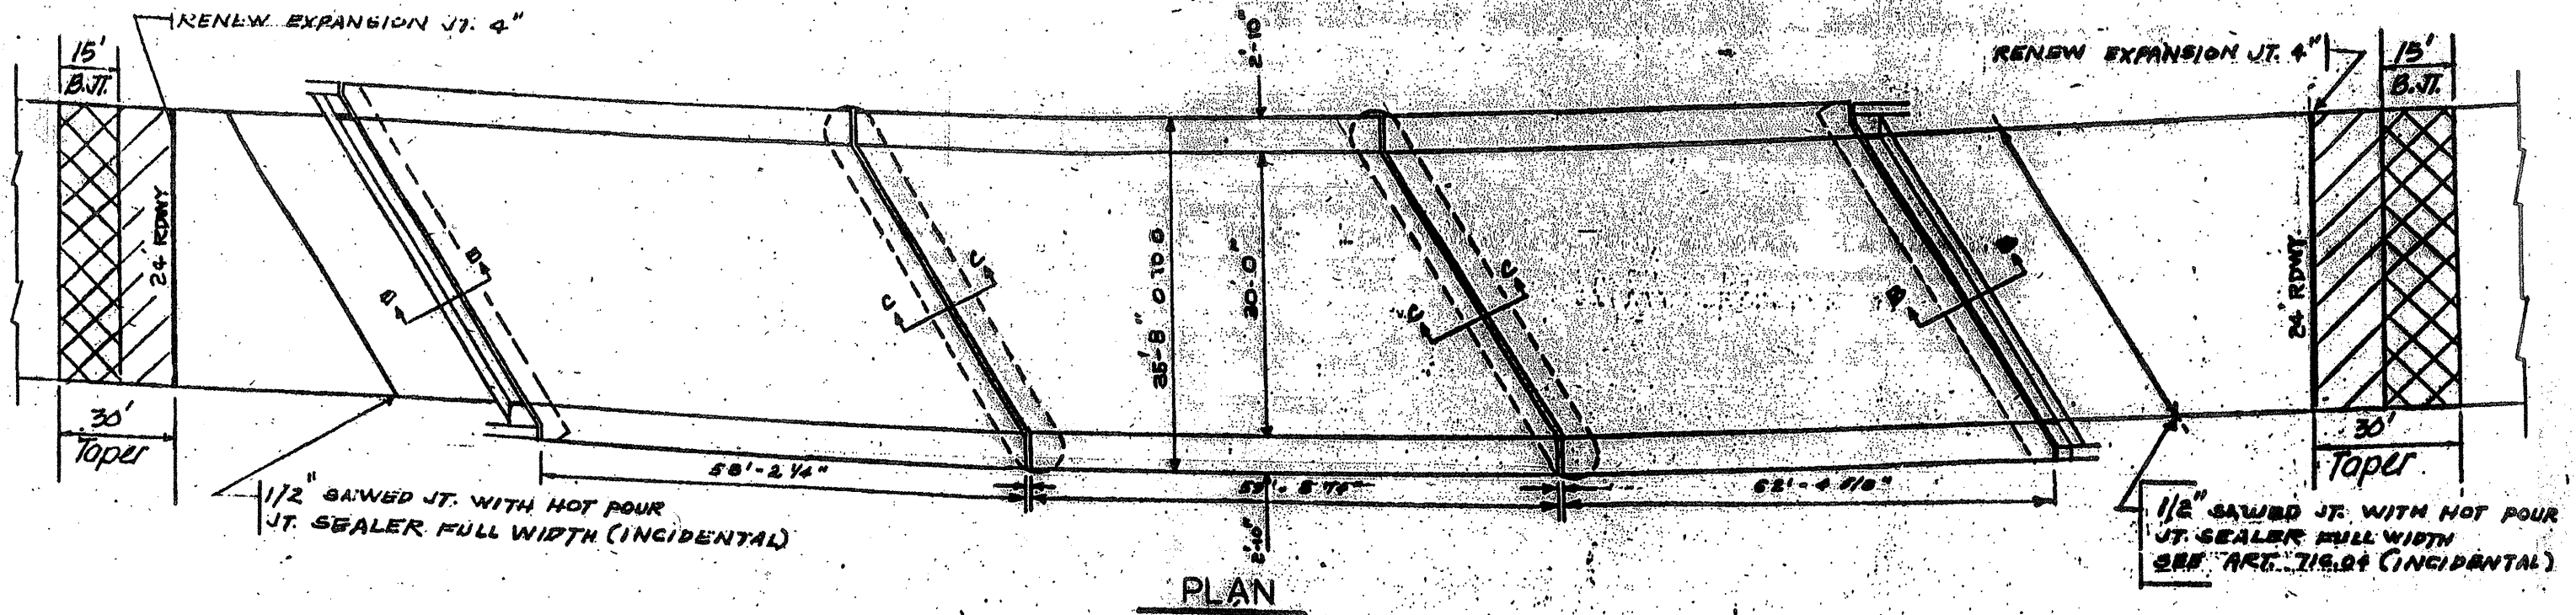 RENEW EXPANSION JT. 4"
2'-10"
RENEW EXPANSION JT. 4"
15'
B.JT.
15'
B.JT.
24' RDWY
B
B
C
C
35'-8" O TO O
30'-0"
C
C
B
24' RDWY
30'
Taper
58'-2 1/4"
62'-4 5/8"
30'
Taper
1/2" SAWED JT. WITH HOT POUR
JT. SEALER FULL WIDTH (INCIDENTAL)
2'-10"
1/2" SAWED JT. WITH HOT POUR
JT. SEALER FULL WIDTH
SEE ART. (INCIDENTAL)
PLAN